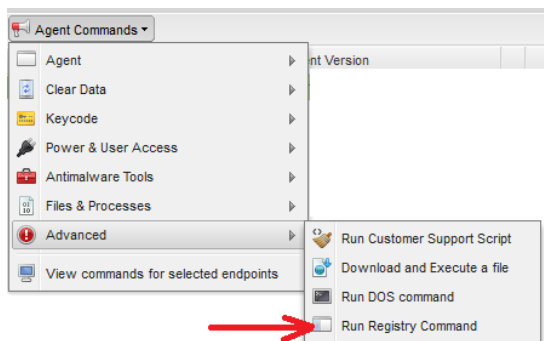 Agent Commands
nt Version
Agent
Clear Data
Keycode
Power & User Access
Antimalware Tools
Files & Processes
Advanced
View commands for selected endpoints
Run Customer Support Script
Download and Execute a file
Run DOS command
Run Registry Command